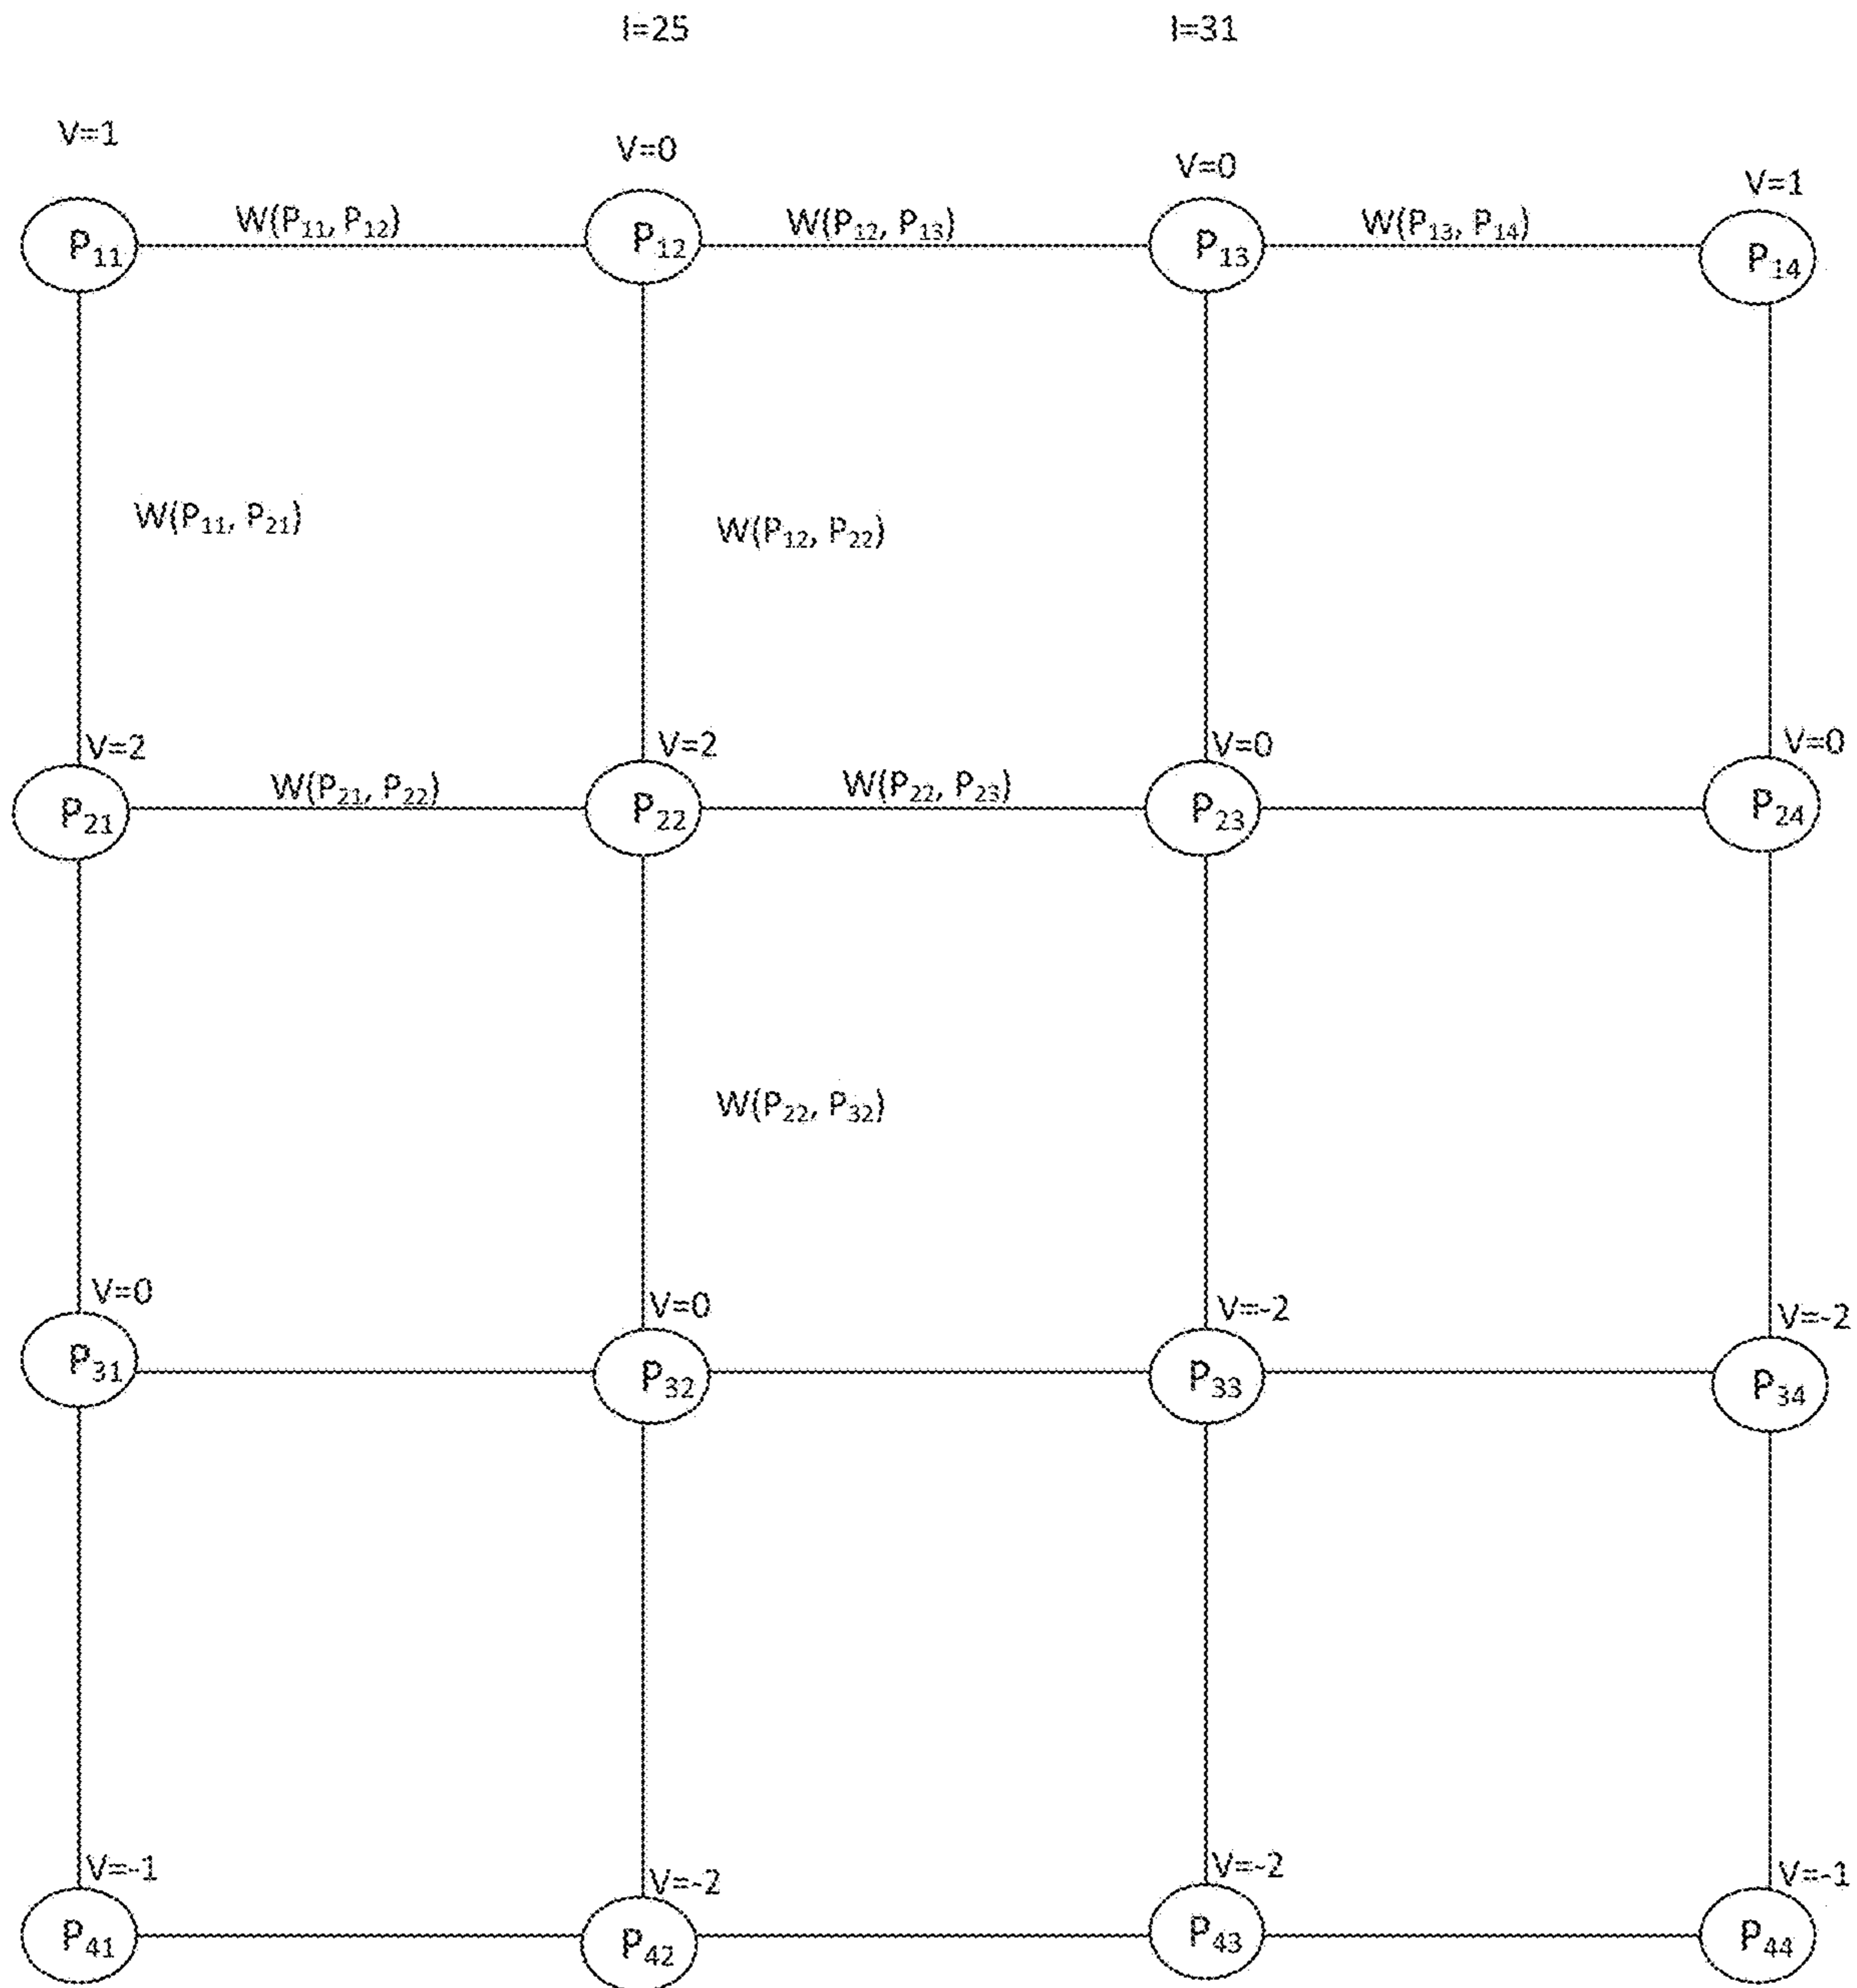 I=25 I=31
V=1 V=0 V=0 V=1
P₁₁ W(P₁₁, P₁₂) P₁₂ W(P₁₂, P₁₃) P₁₃ W(P₁₃, P₁₄) P₁₄
W(P₁₁, P₂₁) W(P₁₂, P₂₂)
V=2 V=2 V=0 V=0
P₂₁ W(P₂₁, P₂₂) P₂₂ W(P₂₂, P₂₃) P₂₃ P₂₄
W(P₂₂, P₃₂)
V=0 V=0 V=-2 V=-2
P₃₁ P₃₂ P₃₃ P₃₄
V=-1 V=-2 V=-2 V=-1
P₄₁ P₄₂ P₄₃ P₄₄